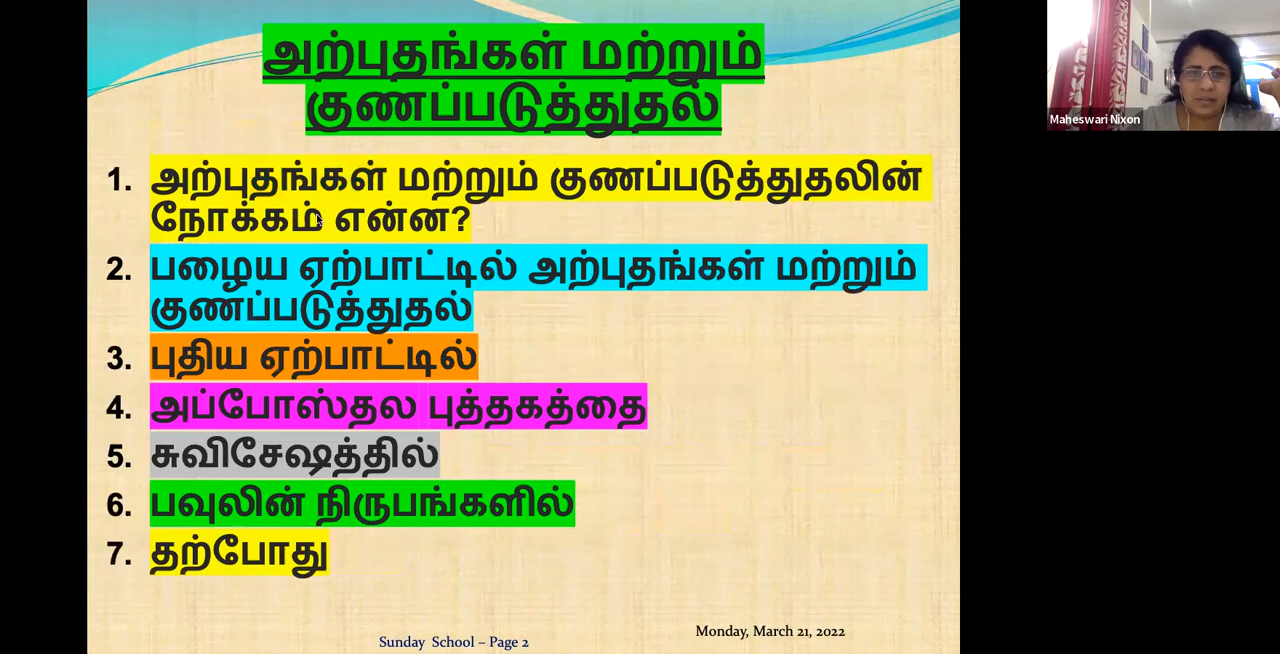 அற்புதங்கள் மற்றும்
குணப்படுத்துதல்
1. அற்புதங்கள் மற்றும் குணப்படுத்துதலின்
நோக்கம் என்ன?
2. பழைய ஏற்பாட்டில் அற்புதங்கள் மற்றும்
குணப்படுத்துதல்
3. புதிய ஏற்பாட்டில்
4. அப்போஸ்தல புத்தகத்தை
5. சுவிசேஷத்தில்
6. பவுலின் நிருபங்களில்
7. தற்போது
Sunday School – Page 2
Monday, March 21, 2022
Maheswari Nixon